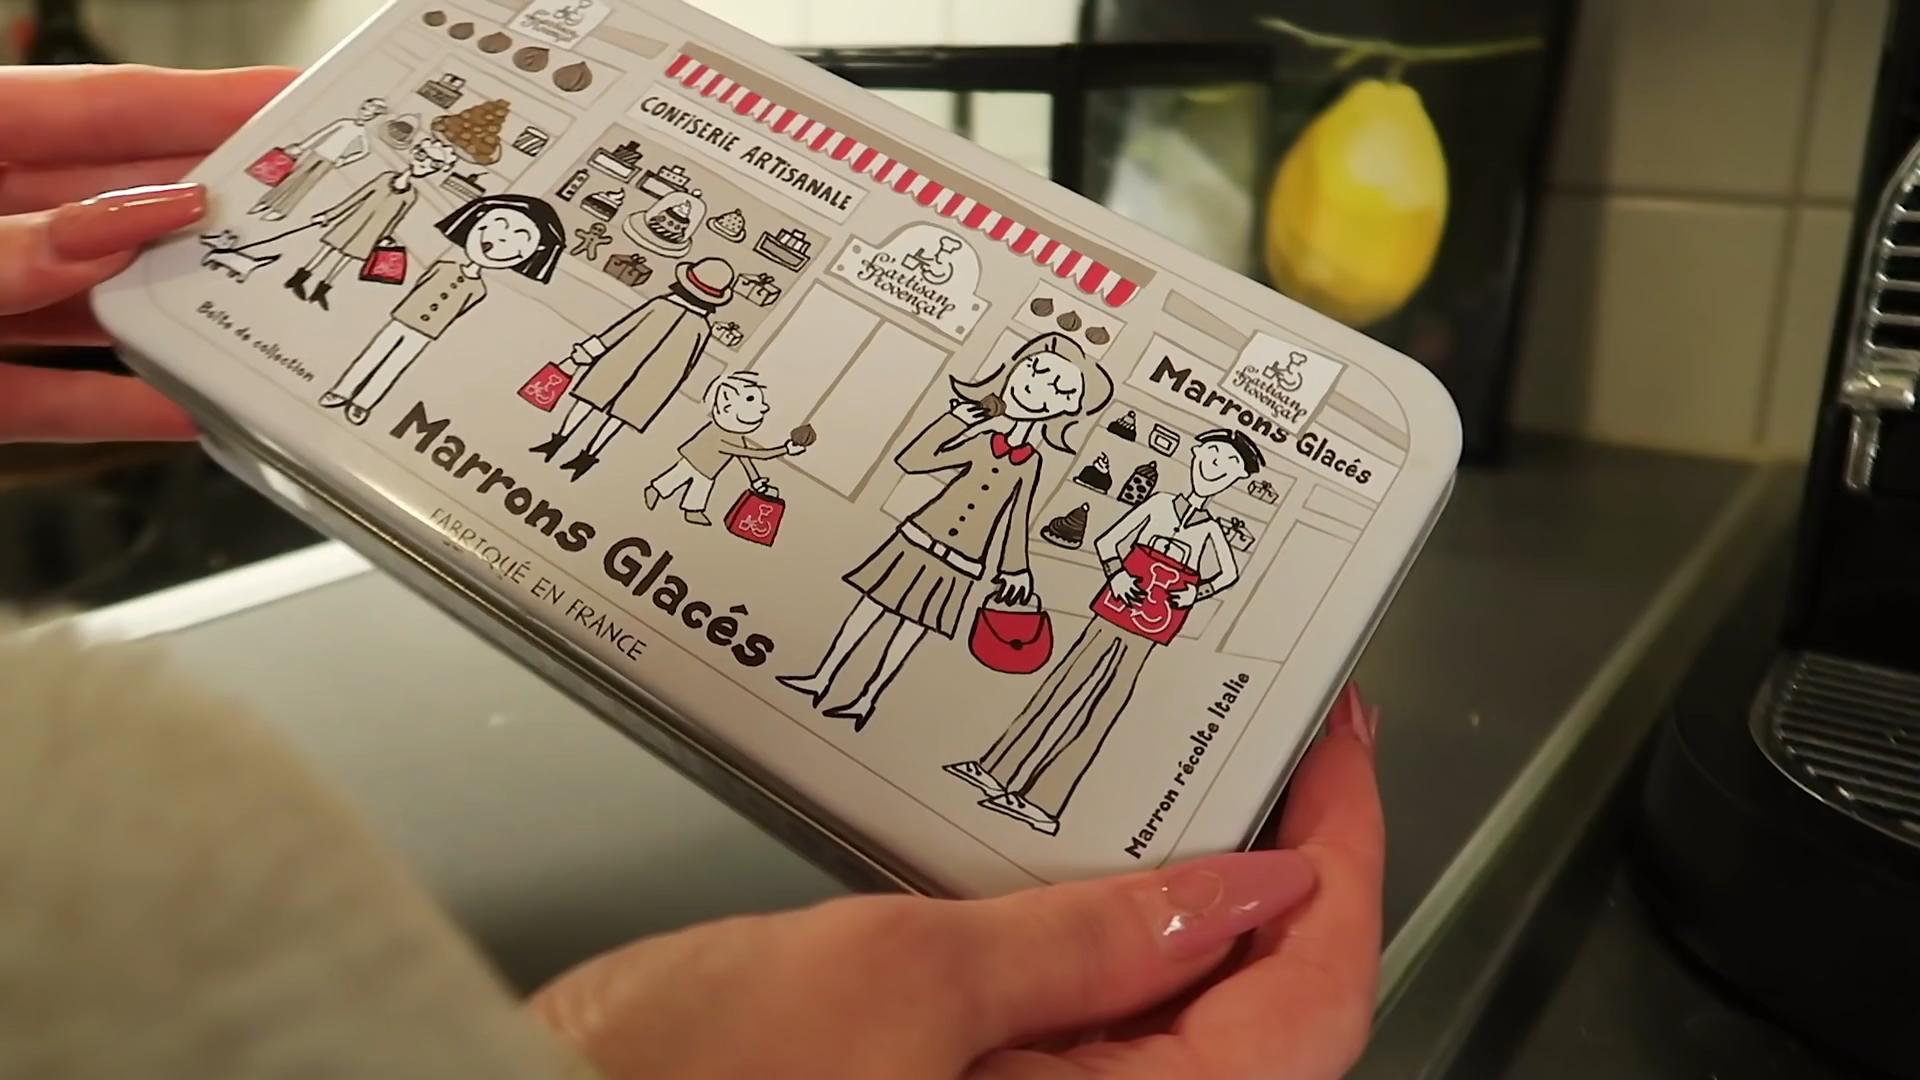 CONFISERIE ARTISANALE
L'artisan
Provençal
L'artisan
Provençal
Marrons Glacés
Boîte de collection
Marrons Glacés
FABRIQUÉ EN FRANCE
Marron récolte Italie